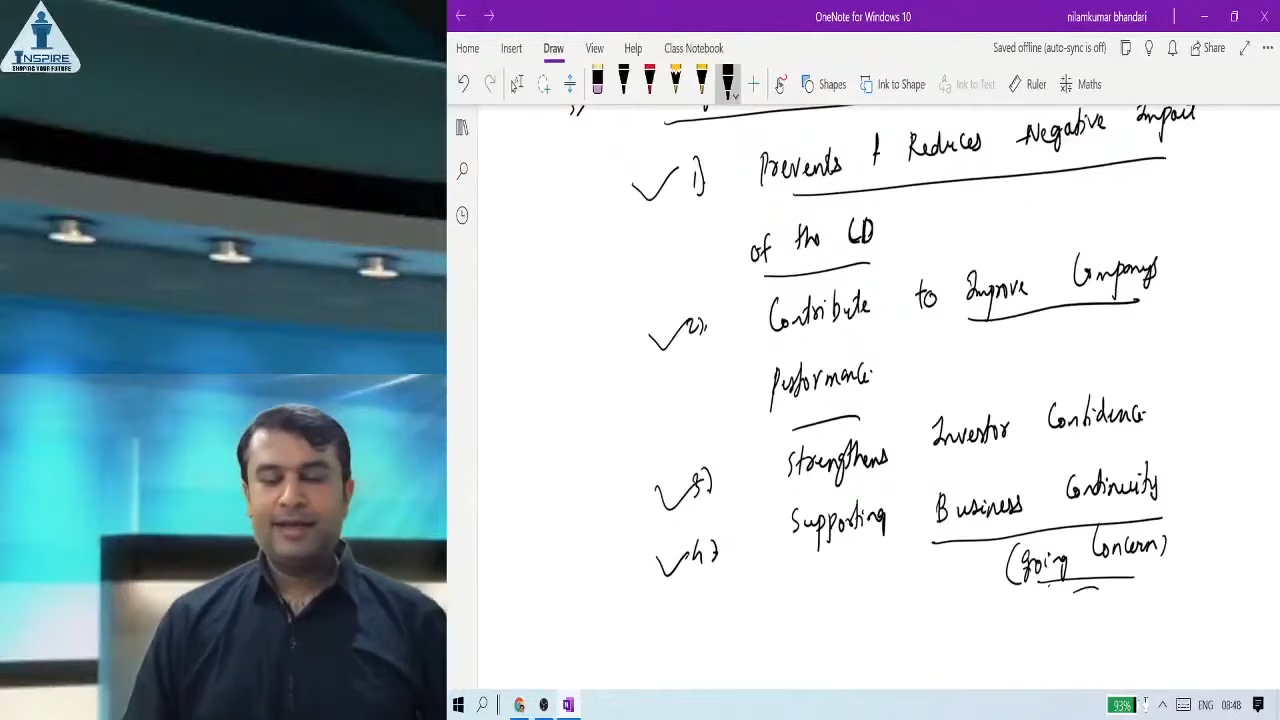 INSPIRE
SHAPING YOUR FUTURE
OneNote for Windows 10
nilamkumar bhandari
Home Insert Draw View Help Class Notebook
Saved offline (auto-sync is off)
Share
Shapes
Ink to Shape
Ink to Text
Ruler
Maths
1) Prevents & Reduces Negative Impact
of the CD
2) Contribute to Improve Company's
Performance
3) Strengthens Investor Confidence
4) Supporting Business Continuity
(going Concern)
93%
ENG 08:48